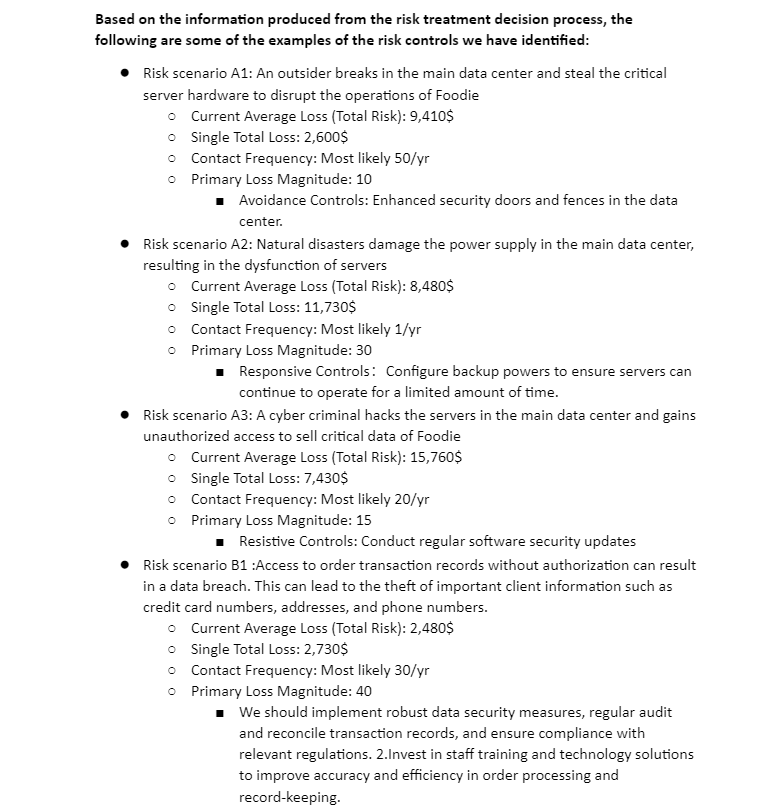 Based on the information produced from the risk treatment decision process, the
following are some of the examples of the risk controls we have identified:
● Risk scenario A1: An outsider breaks in the main data center and steal the critical
server hardware to disrupt the operations of Foodie
○ Current Average Loss (Total Risk): 9,410$
○ Single Total Loss: 2,600$
○ Contact Frequency: Most likely 50/yr
○ Primary Loss Magnitude: 10
■ Avoidance Controls: Enhanced security doors and fences in the data
center.
● Risk scenario A2: Natural disasters damage the power supply in the main data center,
resulting in the dysfunction of servers
○ Current Average Loss (Total Risk): 8,480$
○ Single Total Loss: 11,730$
○ Contact Frequency: Most likely 1/yr
○ Primary Loss Magnitude: 30
■ Responsive Controls： Configure backup powers to ensure servers can
continue to operate for a limited amount of time.
● Risk scenario A3: A cyber criminal hacks the servers in the main data center and gains
unauthorized access to sell critical data of Foodie
○ Current Average Loss (Total Risk): 15,760$
○ Single Total Loss: 7,430$
○ Contact Frequency: Most likely 20/yr
○ Primary Loss Magnitude: 15
■ Resistive Controls: Conduct regular software security updates
● Risk scenario B1 :Access to order transaction records without authorization can result
in a data breach. This can lead to the theft of important client information such as
credit card numbers, addresses, and phone numbers.
○ Current Average Loss (Total Risk): 2,480$
○ Single Total Loss: 2,730$
○ Contact Frequency: Most likely 30/yr
○ Primary Loss Magnitude: 40
■ We should implement robust data security measures, regular audit
and reconcile transaction records, and ensure compliance with
relevant regulations. 2.Invest in staff training and technology solutions
to improve accuracy and efficiency in order processing and
record-keeping.